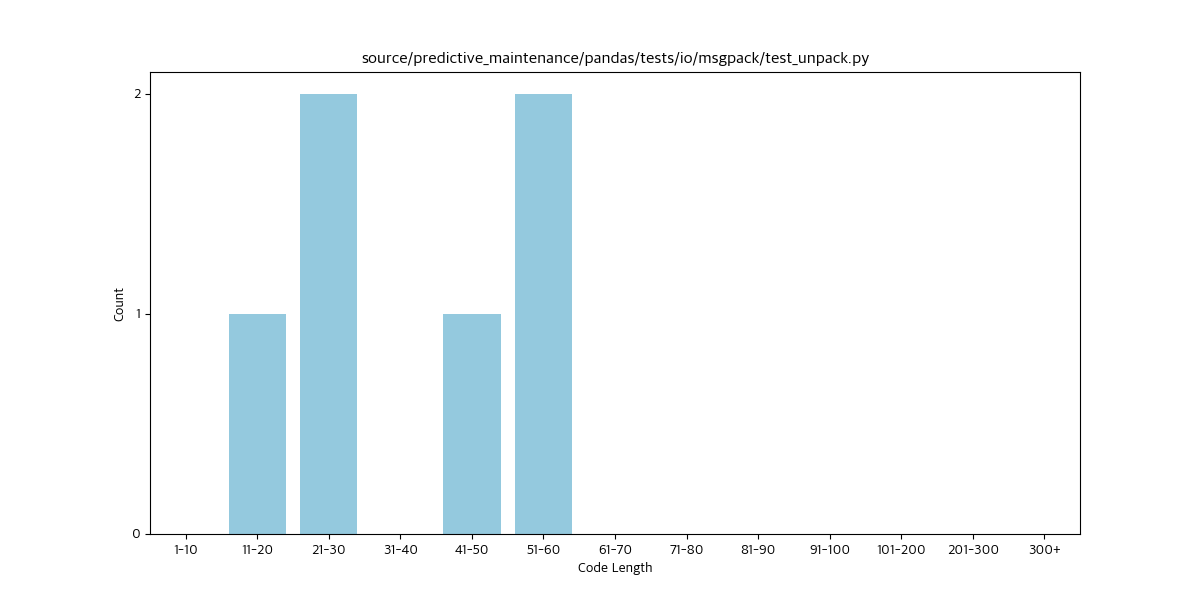 source/predictive_maintenance/pandas/tests/io/msgpack/test_unpack.py
2
1
0
Count
1-10 11-20 21-30 31-40 41-50 51-60 61-70 71-80 81-90 91-100 101-200 201-300 300+
Code Length